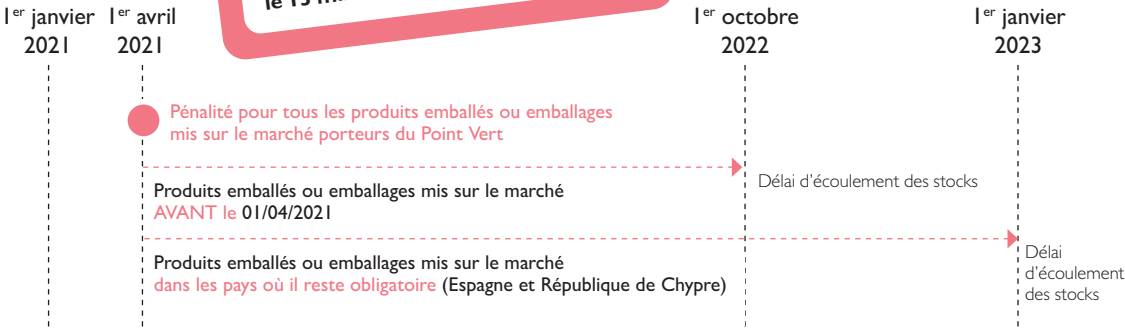 le 15
1er janvier 1er avril 1er octobre 1er janvier
2021 2021 2022 2023
Pénalité pour tous les produits emballés ou emballages
mis sur le marché porteurs du Point Vert
Délai d'écoulement des stocks
Produits emballés ou emballages mis sur le marché
AVANT le 01/04/2021
Produits emballés ou emballages mis sur le marché
dans les pays où il reste obligatoire (Espagne et République de Chypre)
Délai
d'écoulement
des stocks